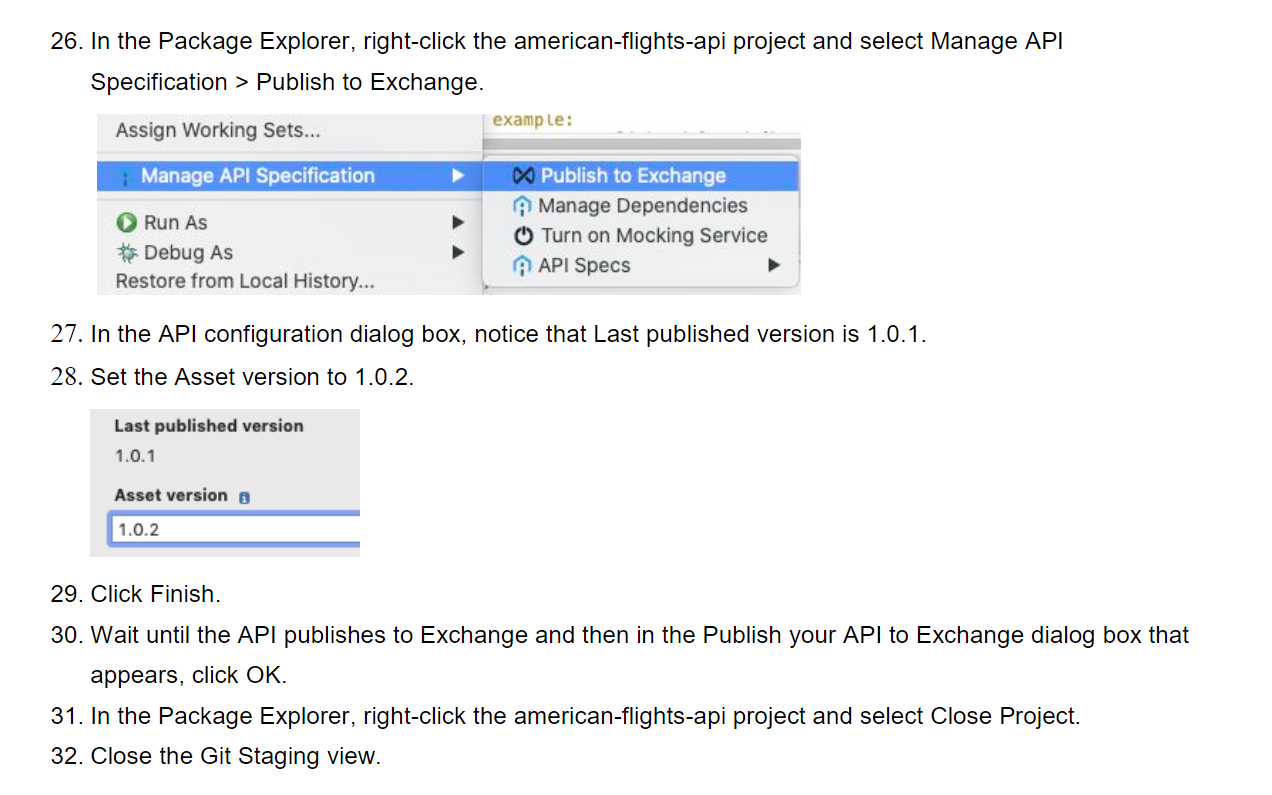 26. In the Package Explorer, right-click the american-flights-api project and select Manage API
Specification > Publish to Exchange.
Assign Working Sets...
example:
Manage API Specification
Publish to Exchange
Manage Dependencies
Run As
Turn on Mocking Service
Debug As
API Specs
Restore from Local History...
27. In the API configuration dialog box, notice that Last published version is 1.0.1.
28. Set the Asset version to 1.0.2.
Last published version
1.0.1
Asset version
1.0.2
29. Click Finish.
30. Wait until the API publishes to Exchange and then in the Publish your API to Exchange dialog box that
appears, click OK.
31. In the Package Explorer, right-click the american-flights-api project and select Close Project.
32. Close the Git Staging view.